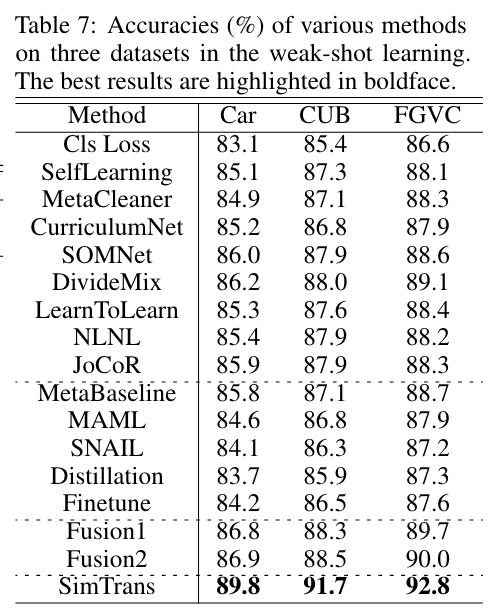 Table 7: Accuracies (%) of various methods
on three datasets in the weak-shot learning.
The best results are highlighted in boldface.
Method Car CUB FGVC
Cls Loss 83.1 85.4 86.6
SelfLearning 85.1 87.3 88.1
MetaCleaner 84.9 87.1 88.3
CurriculumNet 85.2 86.8 87.9
SOMNet 86.0 87.9 88.6
DivideMix 86.2 88.0 89.1
LearnToLearn 85.3 87.6 88.4
NLNL 85.4 87.9 88.2
JoCoR 85.9 87.9 88.3
MetaBaseline 85.8 87.1 88.7
MAML 84.6 86.8 87.9
SNAIL 84.1 86.3 87.2
Distillation 83.7 85.9 87.3
Finetune 84.2 86.5 87.6
Fusion1 86.8 88.3 89.7
Fusion2 86.9 88.5 90.0
SimTrans 89.8 91.7 92.8